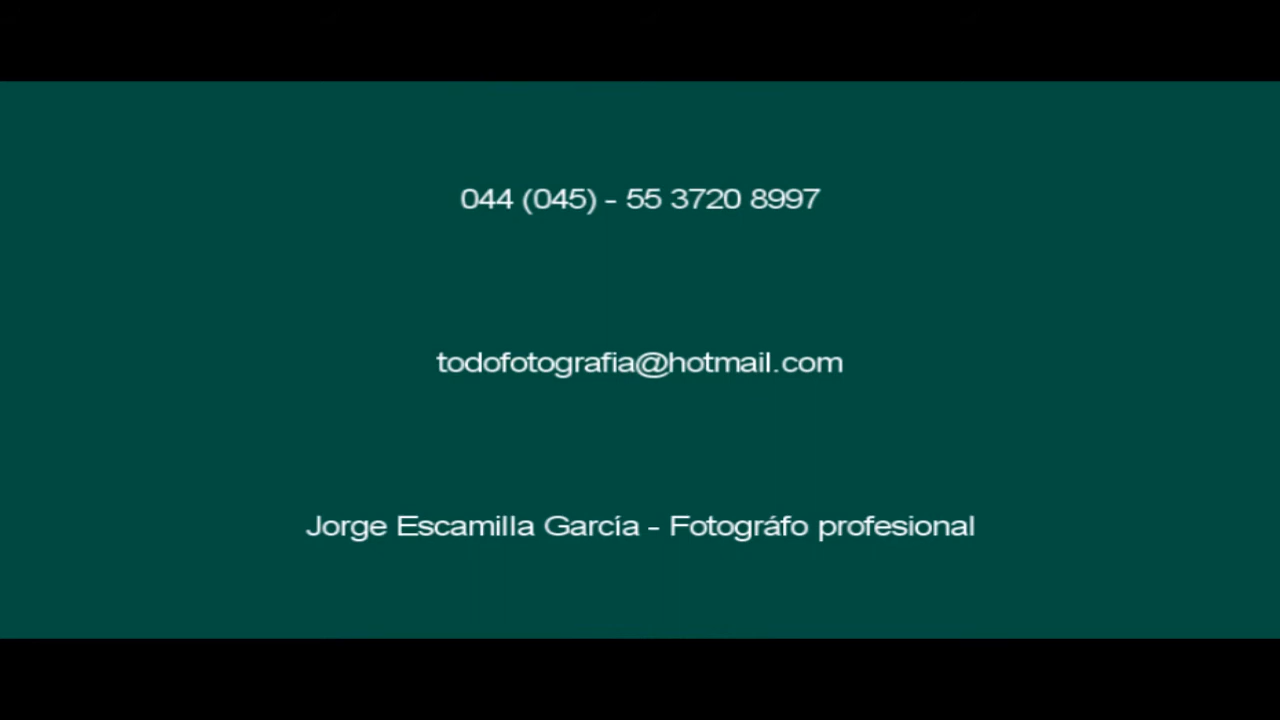 044 (045) - 55 3720 8997
todofotografia@hotmail.com
Jorge Escamilla García - Fotográfo profesional